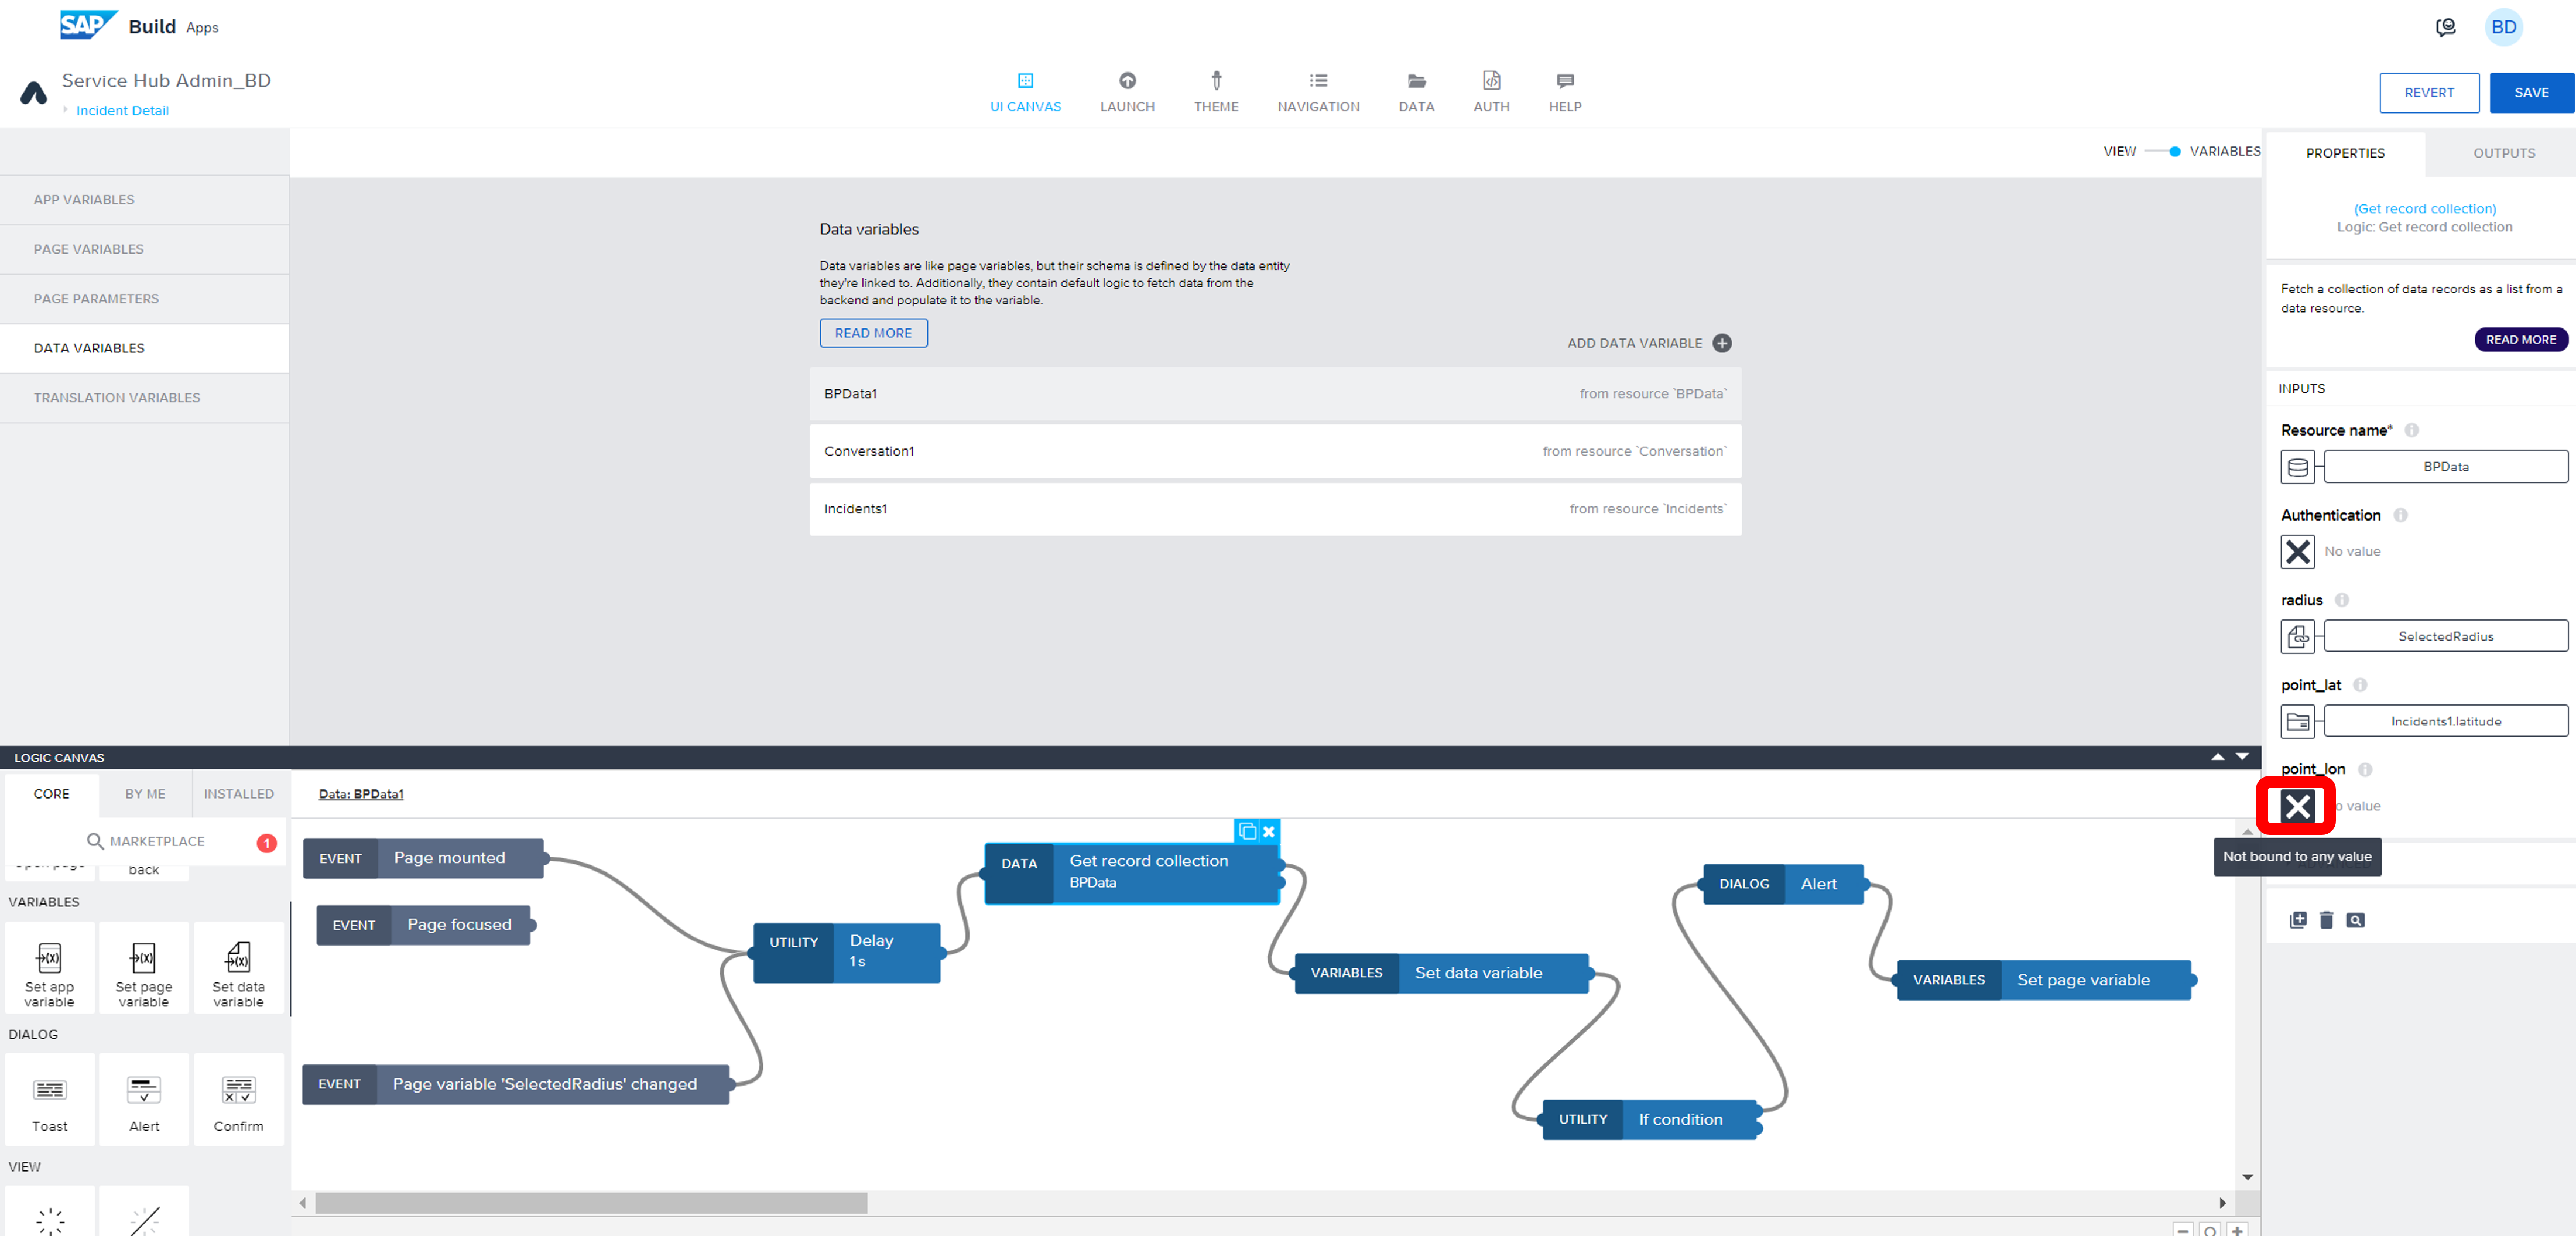 SAP Build Apps
BD
Service Hub Admin_BD
Incident Detail
UI CANVAS
LAUNCH
THEME
NAVIGATION
DATA
AUTH
HELP
REVERT
SAVE
VIEW
VARIABLES
PROPERTIES
OUTPUTS
APP VARIABLES
PAGE VARIABLES
PAGE PARAMETERS
DATA VARIABLES
TRANSLATION VARIABLES
Data variables
Data variables are like page variables, but their schema is defined by the data entity
they're linked to. Additionally, they contain default logic to fetch data from the
backend and populate it to the variable.
READ MORE
ADD DATA VARIABLE
BPData1
from resource `BPData`
Conversation1
from resource `Conversation`
Incidents1
from resource `Incidents`
(Get record collection)
Logic: Get record collection
Fetch a collection of data records as a list from a
data resource.
READ MORE
INPUTS
Resource name*
BPData
Authentication
No value
radius
SelectedRadius
point_lat
Incidents1.latitude
point_lon
o value
Not bound to any value
LOGIC CANVAS
CORE
BY ME
INSTALLED
MARKETPLACE
1
back
VARIABLES
Set app
variable
Set page
variable
Set data
variable
DIALOG
Toast
Alert
Confirm
VIEW
Data: BPData1
EVENT Page mounted
EVENT Page focused
EVENT Page variable 'SelectedRadius' changed
UTILITY Delay
1 s
DATA Get record collection
BPData
VARIABLES Set data variable
UTILITY If condition
DIALOG Alert
VARIABLES Set page variable